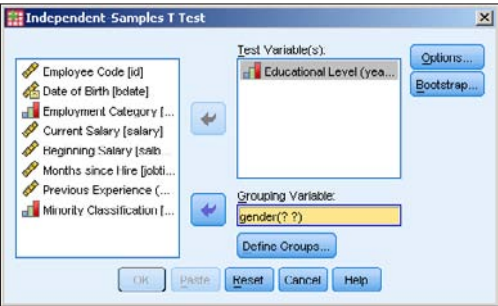 Independent-Samples T Test
Employee Code [id]
Date of Birth [bdate]
Employment Category [...
Current Salary [salary]
Beginning Salary [salb...
Months since Hire [jobti...
Previous Experience (...
Minority Classification [...
Test Variable(s):
Educational Level (yea...
Options...
Bootstrap...
Grouping Variable:
gender(? ?)
Define Groups...
OK Paste Reset Cancel Help